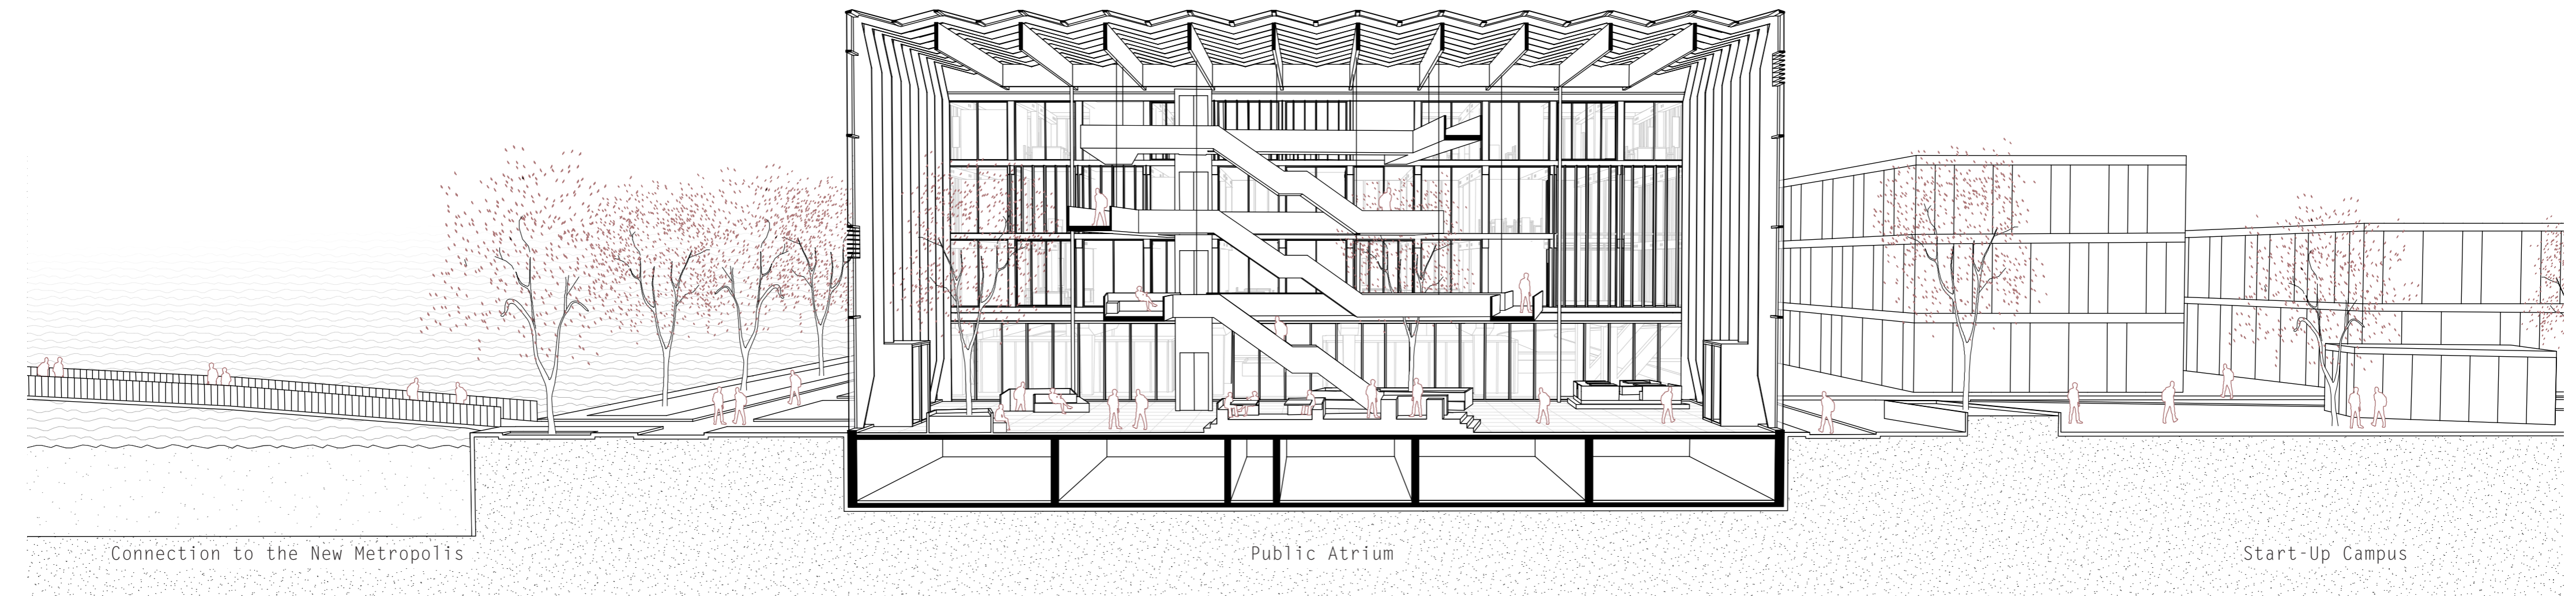 Connection to the New Metropolis
Public Atrium
Start-Up Campus